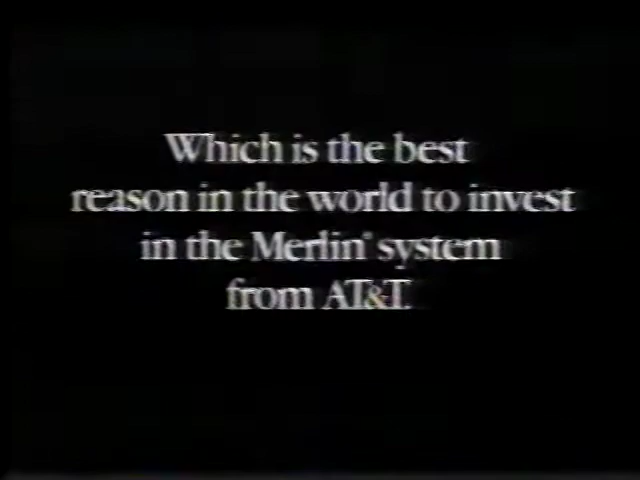 Which is the best
reason in the world to invest
in the Merlin® system
from AT&T.